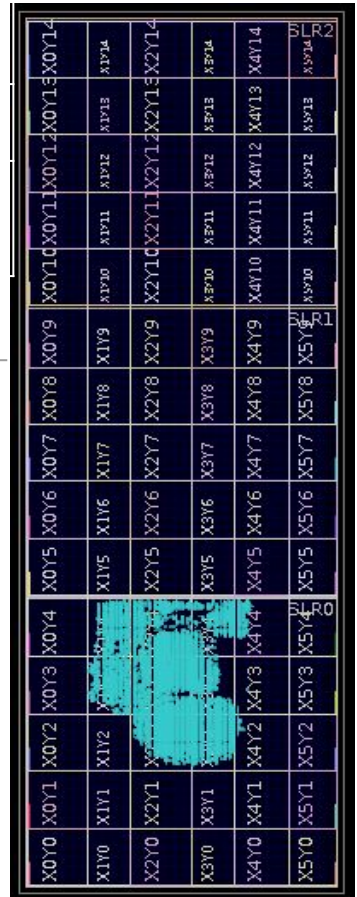 SLR2
X0Y14 X1Y14 X2Y14 X3Y14 X4Y14 X5Y14
X0Y13 X1Y13 X2Y13 X3Y13 X4Y13 X5Y13
X0Y12 X1Y12 X2Y12 X3Y12 X4Y12 X5Y12
X0Y11 X1Y11 X2Y11 X3Y11 X4Y11 X5Y11
X0Y10 X1Y10 X2Y10 X3Y10 X4Y10 X5Y10
SLR1
X0Y9 X1Y9 X2Y9 X3Y9 X4Y9 X5Y9
X0Y8 X1Y8 X2Y8 X3Y8 X4Y8 X5Y8
X0Y7 X1Y7 X2Y7 X3Y7 X4Y7 X5Y7
X0Y6 X1Y6 X2Y6 X3Y6 X4Y6 X5Y6
X0Y5 X1Y5 X2Y5 X3Y5 X4Y5 X5Y5
SLR0
X0Y4 X4Y4 X5Y4
X0Y3 X4Y3 X5Y3
X0Y2 X1Y2 X4Y2 X5Y2
X0Y1 X1Y1 X2Y1 X3Y1 X4Y1 X5Y1
X0Y0 X1Y0 X2Y0 X3Y0 X4Y0 X5Y0